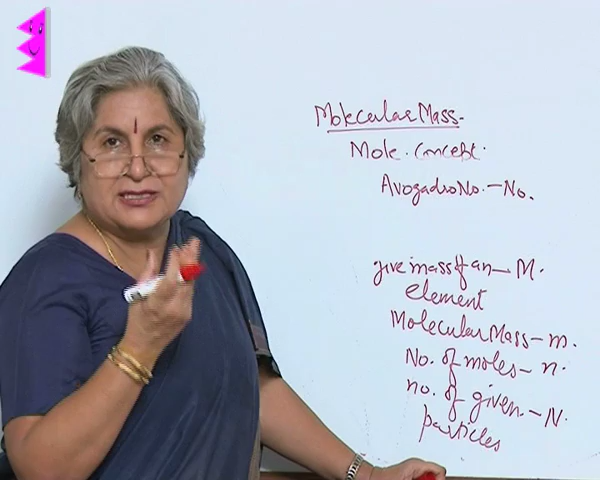 Molecular Mass-
Mole. Concept.
Avogadro No. - No.
give mass of an - M.
element
Molecular Mass - m.
No. of moles - n.
no. of given - N.
particles